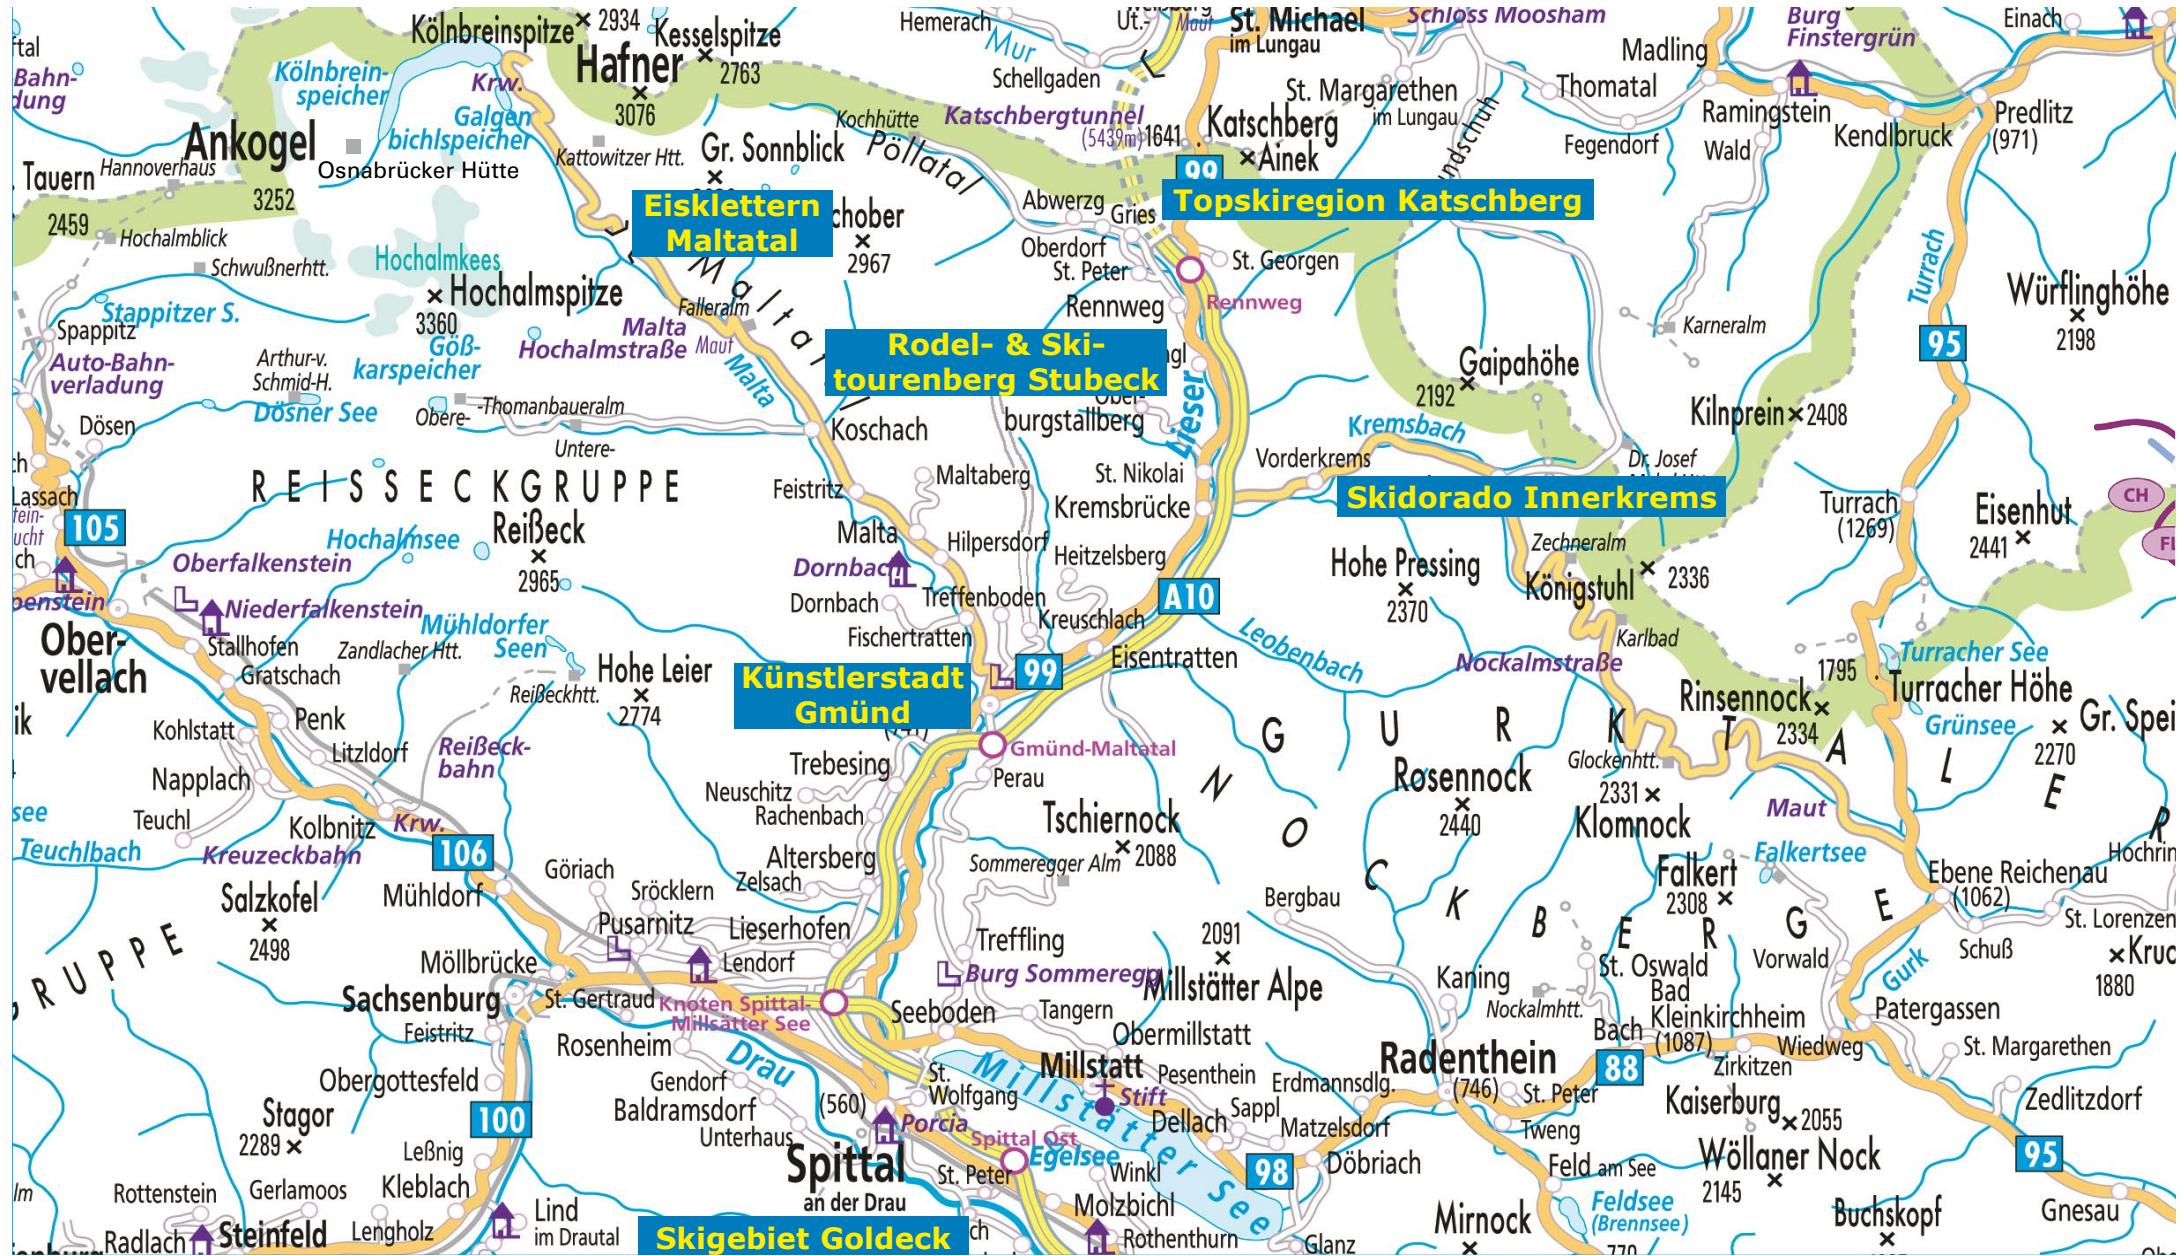 Kölnbreinspitze
2934
Hafner
3076
Kesselspitze
2763
Hemerach
Mur
Schellgaden
Ut.-
Maut
St. Michael
im Lungau
Schloss Moosham
Burg
Finstergrün
Einach
Madling
Thomatal
Ramingstein
Predlitz
(971)
Kendlbruck
Wald
Fegendorf
St. Margarethen
im Lungau
Katschberg
1641
Ainek
99
Katschbergtunnel
(5439m)
Kölnbrein-
speicher
Krw.
Galgen
bichlspeicher
Bahn-
Ankogel
3252
Hannoverhaus
Osnabrücker Hütte
Kattowitzer Htt.
Gr. Sonnblick
Kochhütte
Pöllatal
Tauern
2459
Hochalmblick
Schwußnerhtt.
Eisklettern
Maltatal
2967
Topskiregion Katschberg
Abwerzg
Gries
Oberdorf
St. Peter
St. Georgen
Rennweg
Rennweg
Hochalmkees
Hochalmspitze
3360
Stappitzer S.
Spappitz
Auto-Bahn-
verladung
Arthur-v.
Schmid-H.
Dösner See
Dösen
Göß-
karspeicher
Malta
Hochalmstraße
Maut
Falleralm
Malta
Obere-
-Thomanbaueralm
Untere-
Koschach
Rodel- & Ski-
tourenberg Stubeck
burgstallberg
Lieser
Kremsbach
Gaipahöhe
2192
Karneralm
Turrach
95
Würflinghöhe
2198
Kilnprein
2408
Dr. Josef
Vorderkrems
St. Nikolai
Kremsbrücke
Skidorado Innerkrems
Turrach
(1269)
Eisenhut
2441
CH
FL
REISSECKGRUPPE
Maltaberg
Feistritz
Lassach
105
Oberfalkenstein
Hochalmsee
Reißeck
2965
Malta
Hilpersdorf
Heitzelsberg
Dornbach
Treffenboden
Kreuschlach
Fischertratten
A10
Hohe Pressing
2370
Zechneralm
Königstuhl
2336
Karlbad
Niederfalkenstein
Mühldorfer
Seen
Ober-
vellach
Stallhofen
Gratschach
Zandlacher Htt.
Reißeckhtt.
Hohe Leier
2774
Künstlerstadt
Gmünd
99
Eisentratten
Leobenbach
Nockalmstraße
1795
Turracher See
Turracher Höhe
Grünsee
Rinsennock
2334
2270
Kohlstatt
Penk
Litzldorf
Reißeck-
bahn
Napplach
Teuchl
Kolbnitz
Krw.
Kreuzeckbahn
106
Teuchlbach
Gmünd-Maltatal
Perau
Trebesing
Neuschitz
Rachenbach
Altersberg
Zelsach
Tschiernock
2088
Sommeregger Alm
GURKTALER
NOCKBERGE
Rosennock
2440
Glockenhtt.
2331
Klomnock
Maut
Falkertsee
Falkert
2308
Ebene Reichenau
(1062)
St. Lorenzen
Schuß
1880
Salzkofel
2498
GRUPPE
Mühldorf
Göriach
Sröcklern
Pusarnitz
Lieserhofen
Lendorf
Treffling
Burg Sommeregg
Bergbau
2091
Millstätter Alpe
Kaning
Nockalmhtt.
St. Oswald
Bad
Kleinkirchheim
(1087)
Bach
Vorwald
Gurk
Patergassen
St. Margarethen
Wiedweg
Zirkitzen
Möllbrücke
Sachsenburg
Feistritz
St. Gertraud
Knoten Spittal-
Millsätter See
Seeboden
Tangern
Obermillstatt
Rosenheim
Drau
Gendorf
Baldramsdorf
Unterhaus
Obergottesfeld
Stagor
2289
100
Leßnig
Kleblach
St.
Wolfgang
(560)
Porcia
Millstatt
Stift
Pesenthein
Dellach
Sappl
Erdmannsdlg.
Matzelsdorf
Radenthein
(746)
St. Peter
88
Kaiserburg
2055
Wöllaner Nock
2145
Tweng
Feld am See
Feldsee
(Brennsee)
Zedlitzdorf
95
Gnesau
Buchskopf
Mirnock
Döbriach
98
Millstätter See
Spittal Ost
Egelsee
Spittal
an der Drau
St. Peter
Winkl
Molzbichl
Rothenthurn
Glanz
Skigebiet Goldeck
Rottenstein
Gerlamoos
Radlach
Steinfeld
Lengholz
Lind
im Drautal